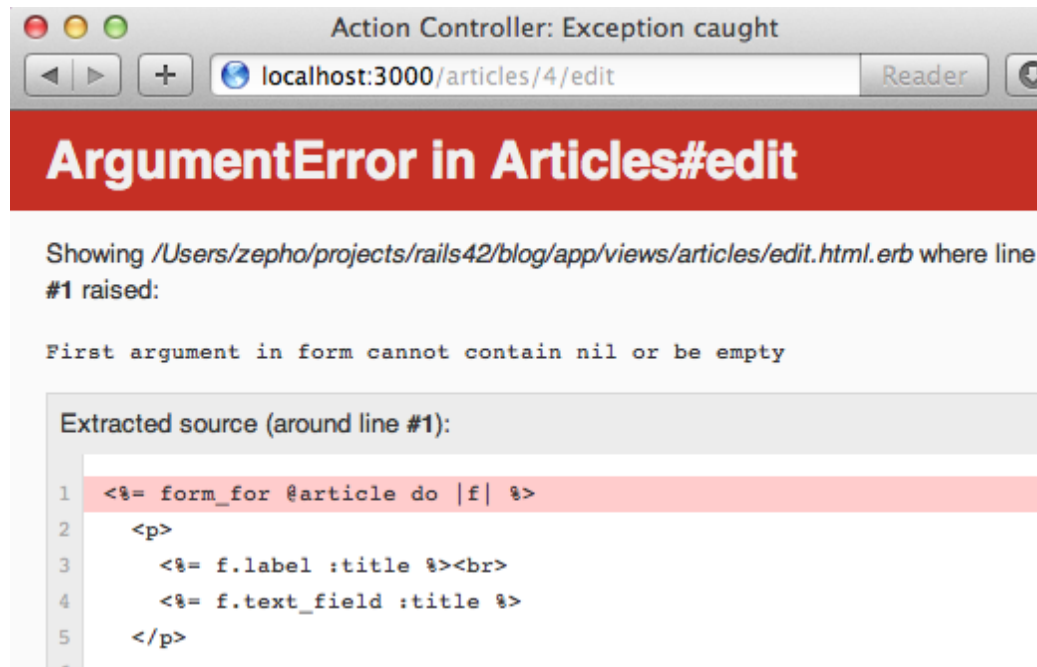 Action Controller: Exception caught
localhost:3000/articles/4/edit
Reader
ArgumentError in Articles#edit
Showing /Users/zepho/projects/rails42/blog/app/views/articles/edit.html.erb where line
#1 raised:
First argument in form cannot contain nil or be empty
Extracted source (around line #1):
1 <%= form_for @article do |f| %>
2 <p>
3 <%= f.label :title %><br>
4 <%= f.text_field :title %>
5 </p>